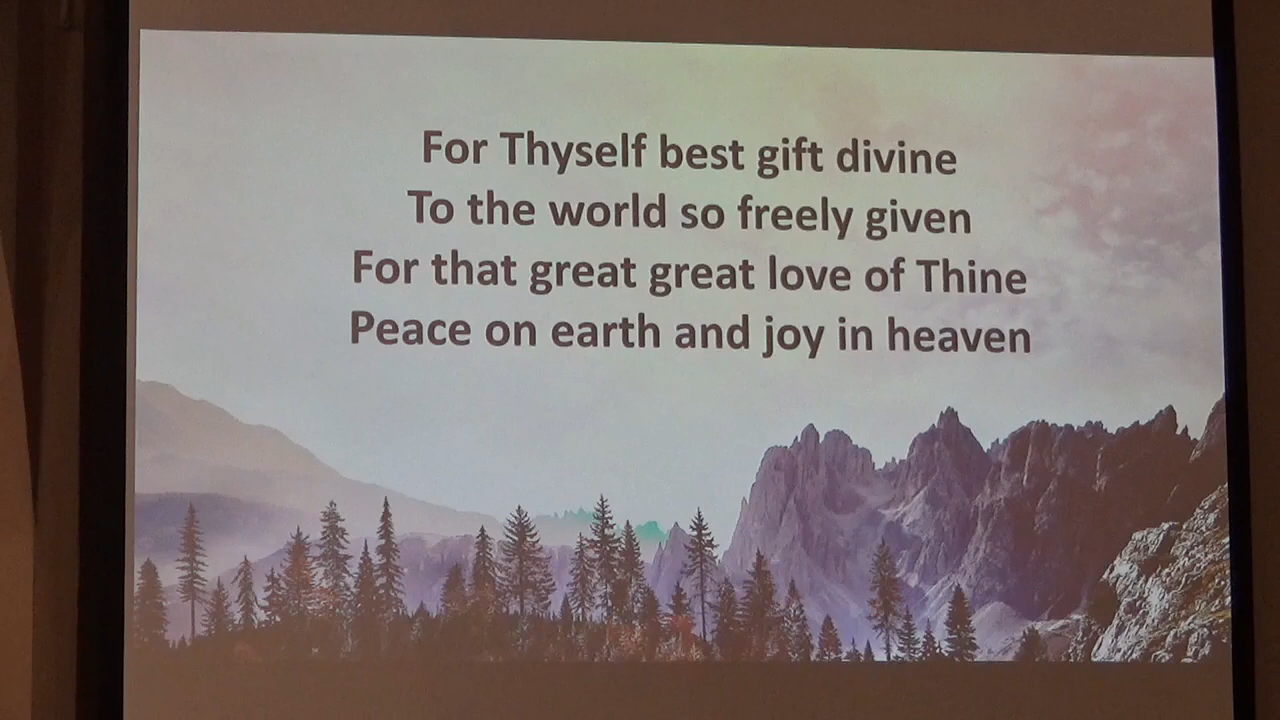 For Thyself best gift divine
To the world so freely given
For that great great love of Thine
Peace on earth and joy in heaven